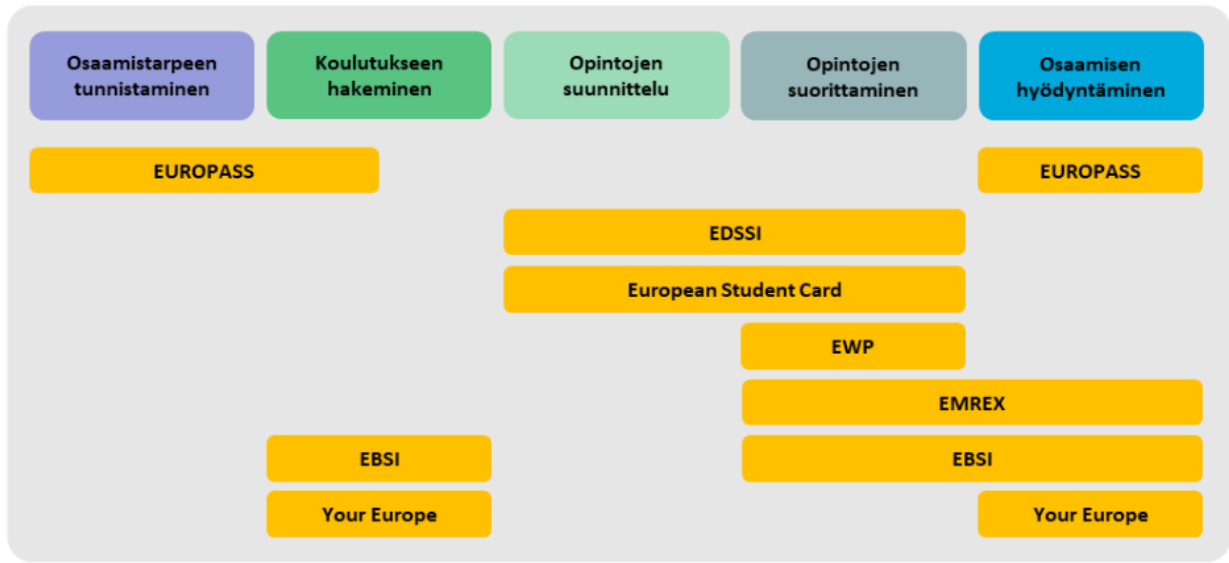 Osaamistarpeen
tunnistaminen
Koulutukseen
hakeminen
Opintojen
suunnittelu
Opintojen
suorittaminen
Osaamisen
hyödyntäminen
EUROPASS
EUROPASS
EDSSI
European Student Card
EWP
EMREX
EBSI
EBSI
Your Europe
Your Europe